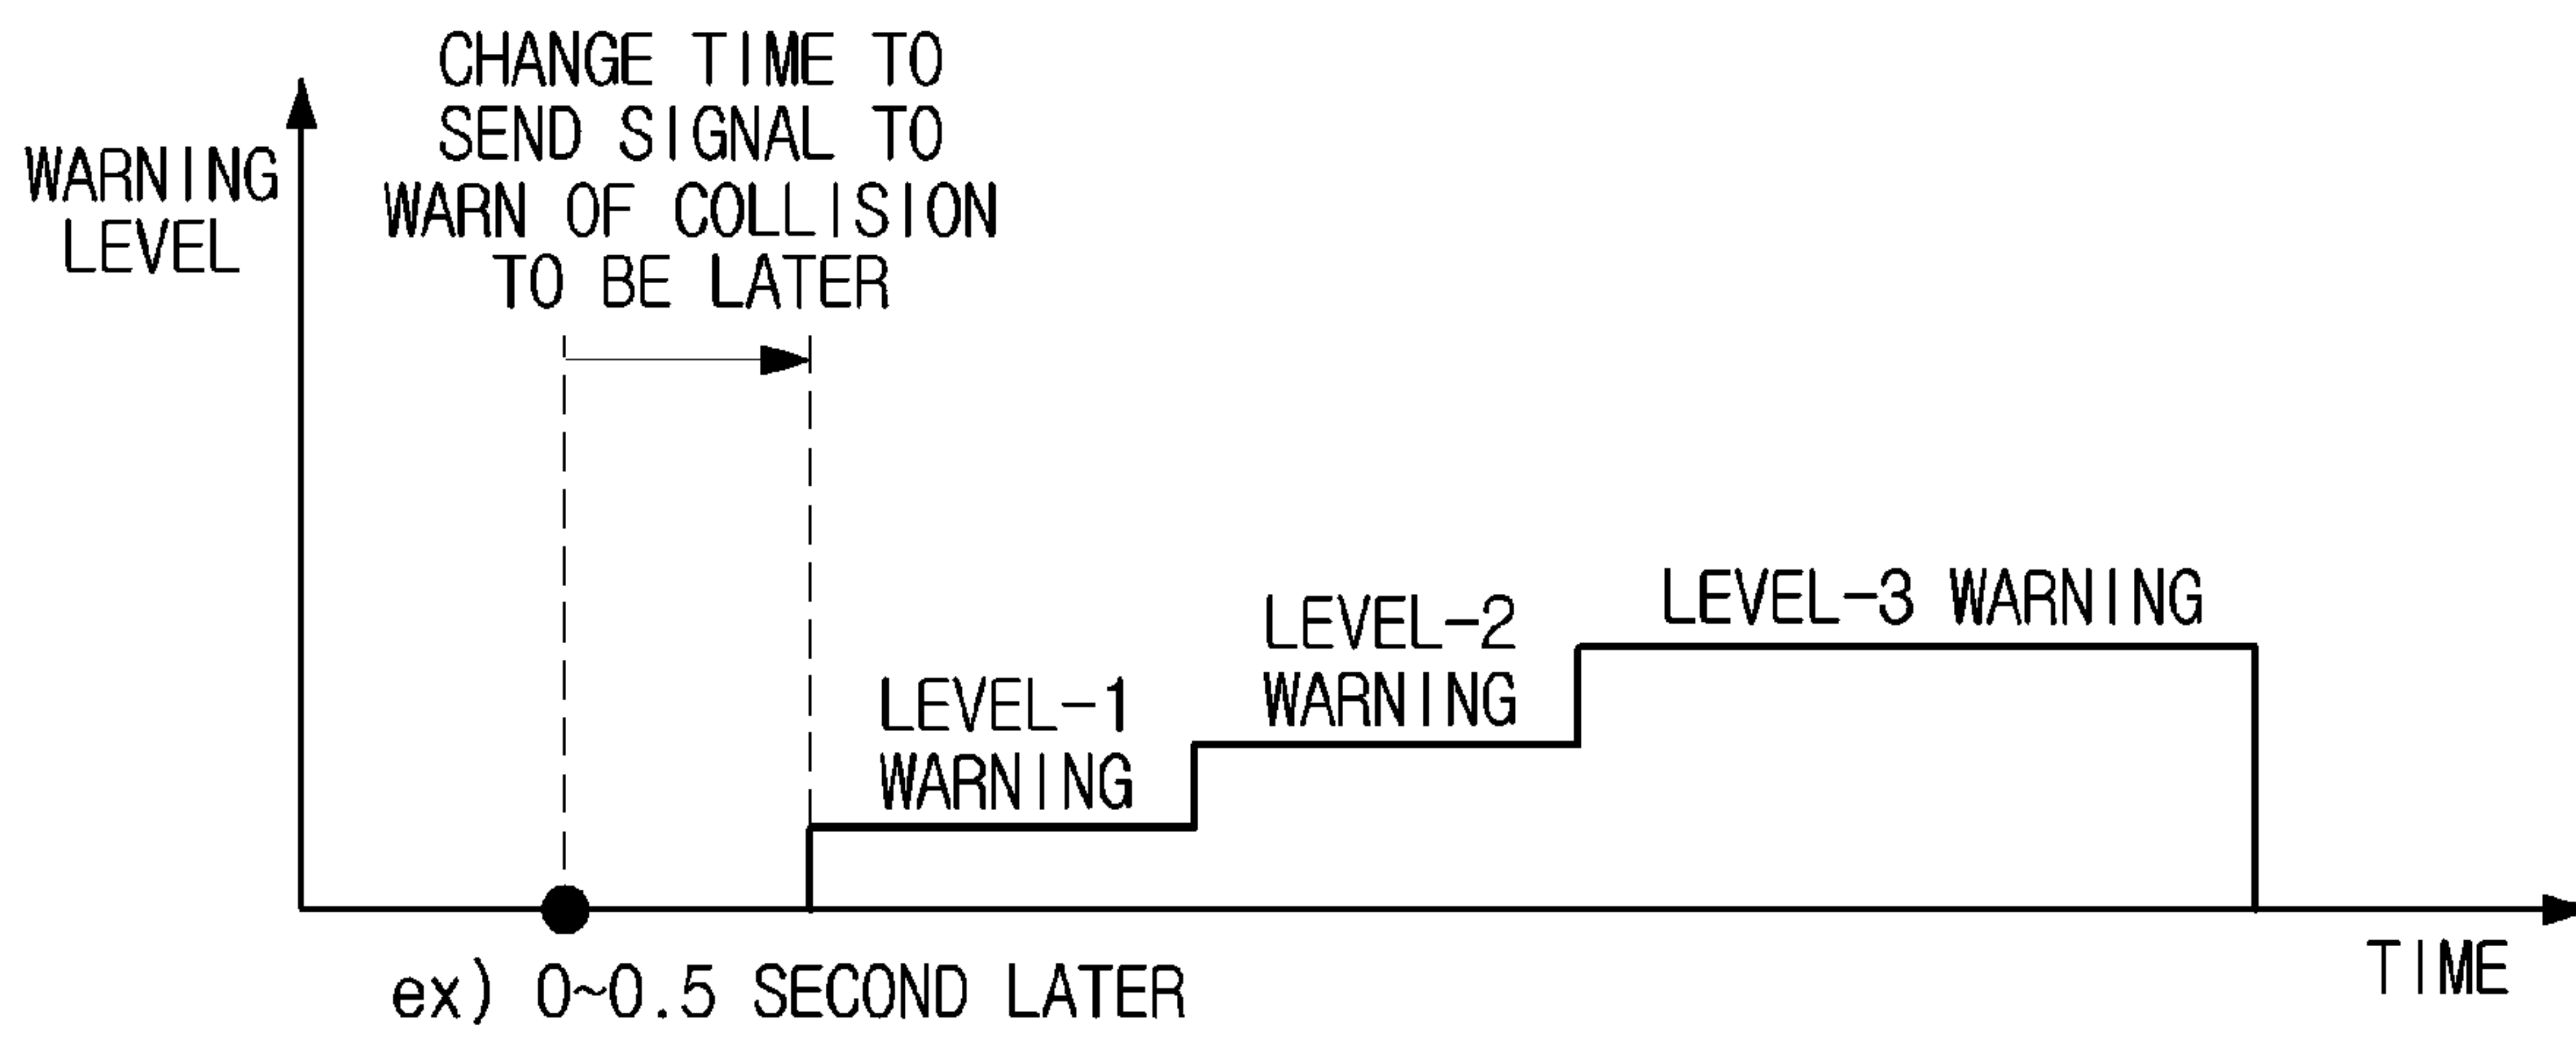 CHANGE TIME TO
SEND SIGNAL TO
WARN OF COLLISION
TO BE LATER
WARNING
LEVEL
LEVEL-1
WARNING
LEVEL-2
WARNING
LEVEL-3 WARNING
ex) 0~0.5 SECOND LATER
TIME